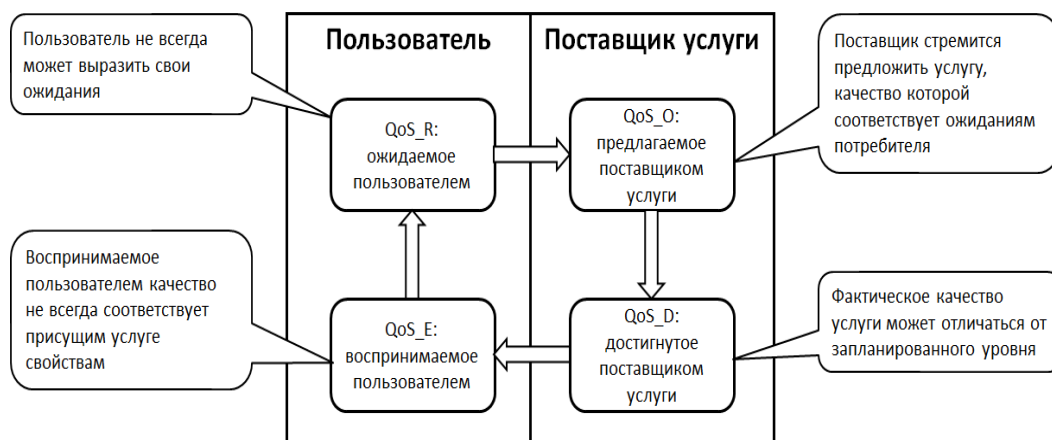 Пользователь
Поставщик услуги
Пользователь не всегда
может выразить свои
ожидания
QoS_R:
ожидаемое
пользователем
QoS_O:
предлагаемое
поставщиком
услуги
Поставщик стремится
предложить услугу,
качество которой
соответствует ожиданиям
потребителя
Воспринимаемое
пользователем качество
не всегда соответствует
присущим услуге
свойствам
QoS_E:
воспринимаемое
пользователем
QoS_D:
достигнутое
поставщиком
услуги
Фактическое качество
услуги может отличаться от
запланированного уровня